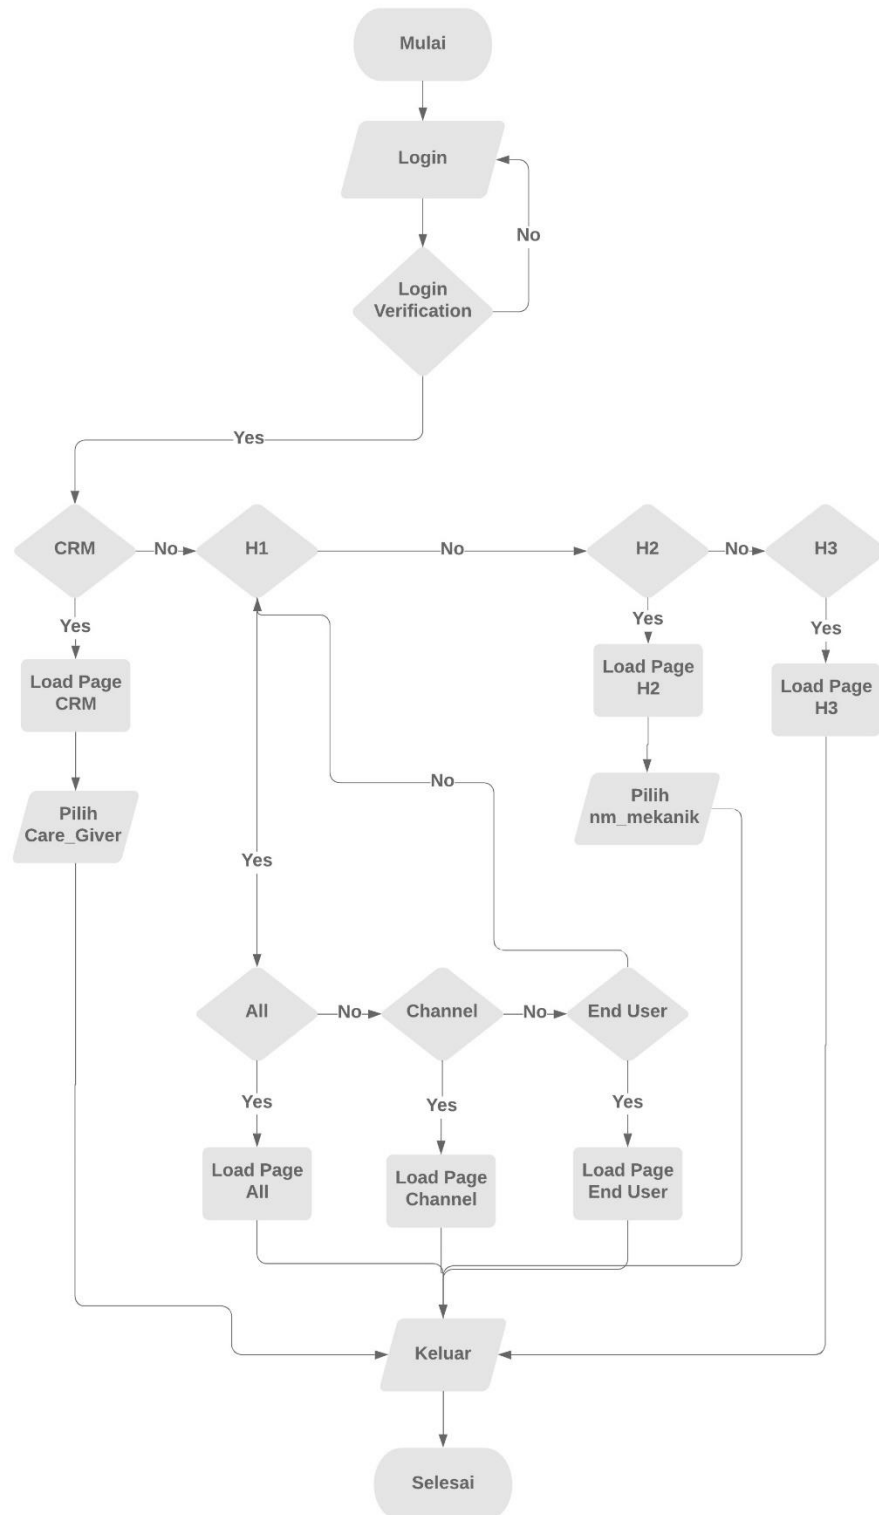 Mulai
Login
No
Login
Verification
Yes
CRM
No
H1
No
H2
No
H3
Yes
Yes
Yes
Load Page
CRM
Load Page
H2
Load Page
H3
No
Pilih
Care_Giver
Pilih
nm_mekanik
Yes
All
No
Channel
No
End User
Yes
Yes
Yes
Load Page
All
Load Page
Channel
Load Page
End User
Keluar
Selesai